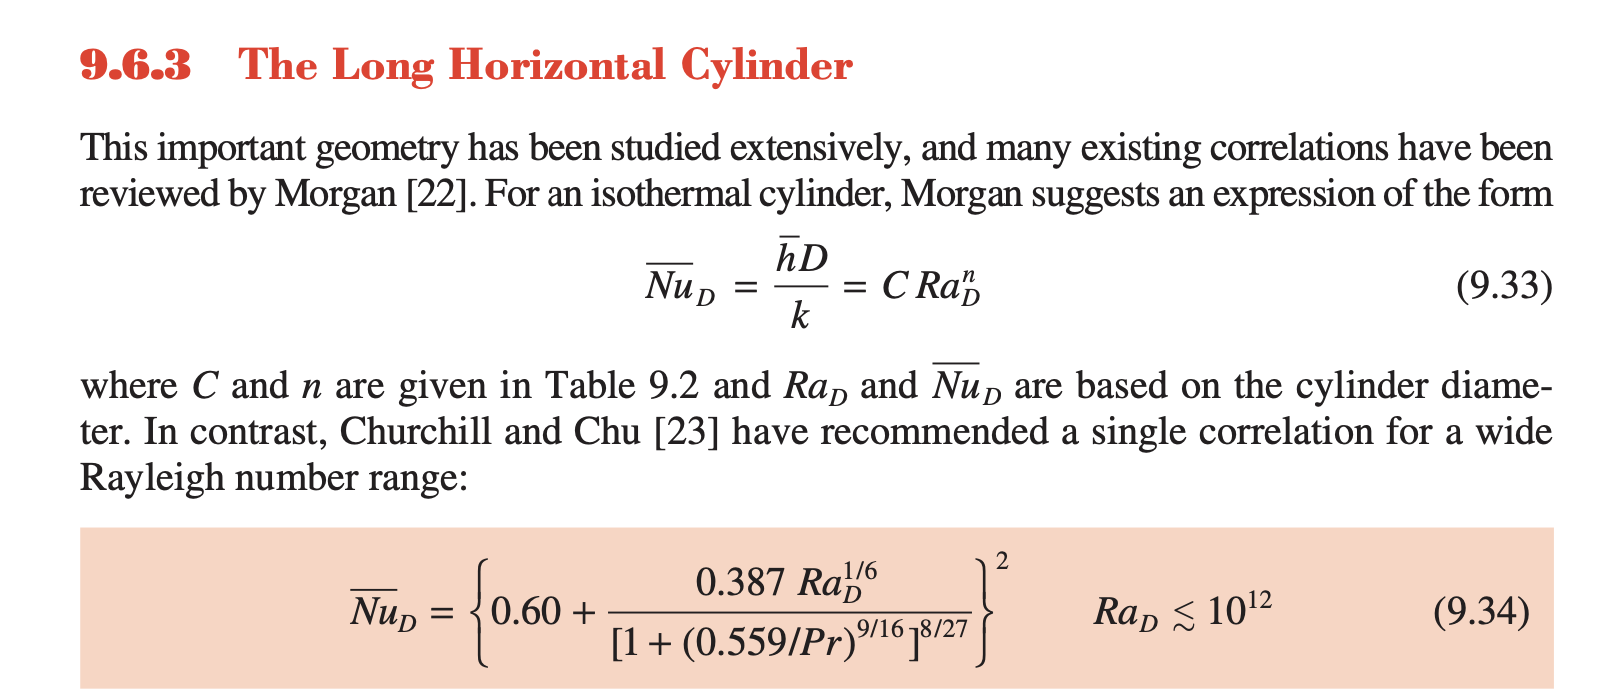 9.6.3 The Long Horizontal Cylinder
This important geometry has been studied extensively, and many existing correlations have been
reviewed by Morgan [22]. For an isothermal cylinder, Morgan suggests an expression of the form
$\overline{Nu}_D = \frac{\overline{h}D}{k} = C\,Ra_D^n$ (9.33)
where C and n are given in Table 9.2 and $Ra_D$ and $\overline{Nu}_D$ are based on the cylinder diame-
ter. In contrast, Churchill and Chu [23] have recommended a single correlation for a wide
Rayleigh number range:
$\overline{Nu}_D = \left\{0.60 + \frac{0.387\,Ra_D^{1/6}}{[1 + (0.559/Pr)^{9/16}]^{8/27}}\right\}^2$ $Ra_D \lesssim 10^{12}$ (9.34)